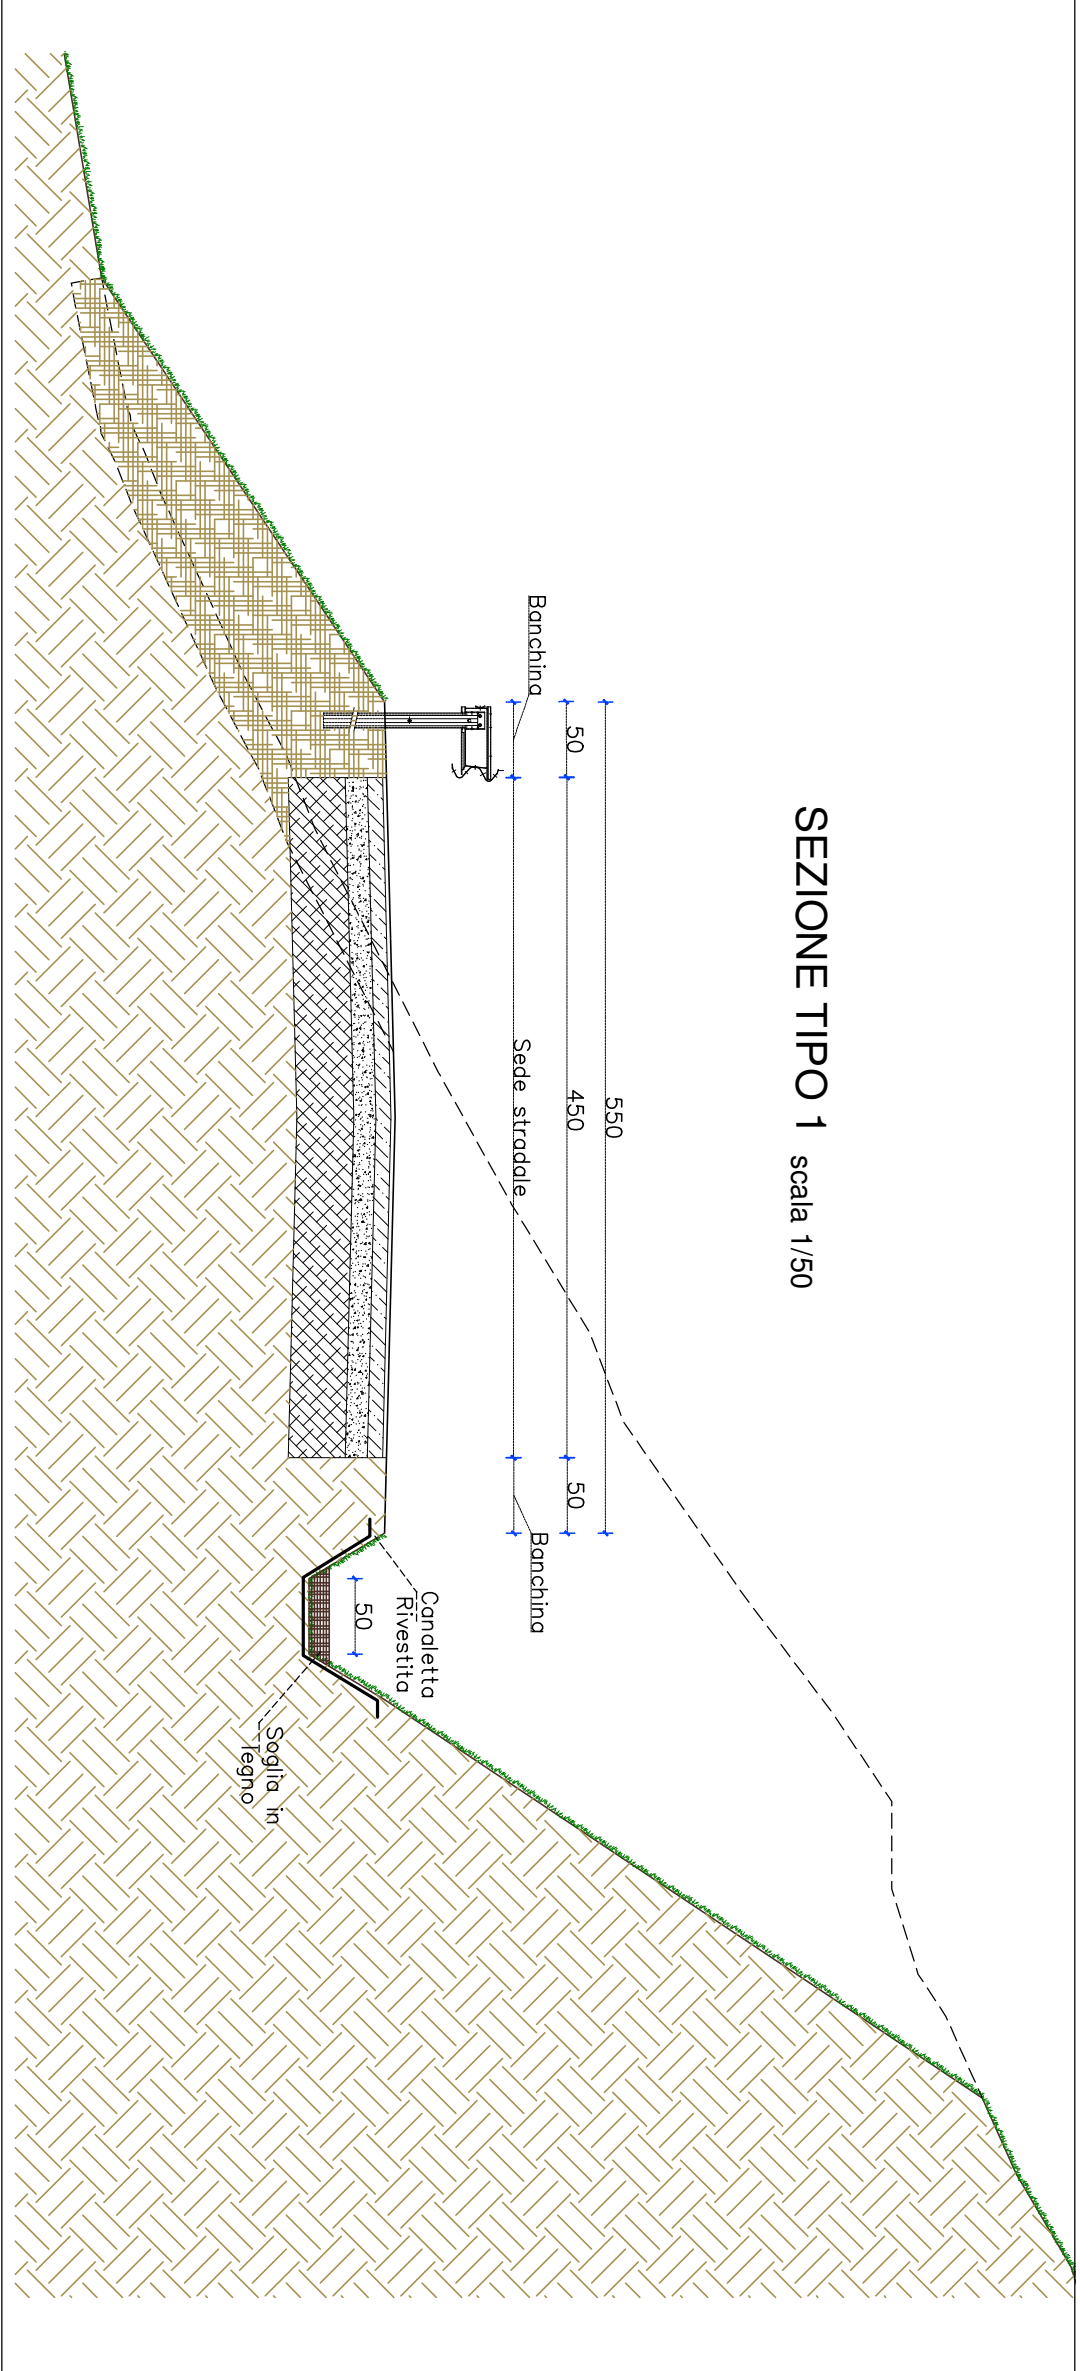 SEZIONE TIPO 1 scala 1/50
550
50
450
50
Banchina
Sede stradale
Banchina
50
Canaletta
Rivestita
Soglia in
legno